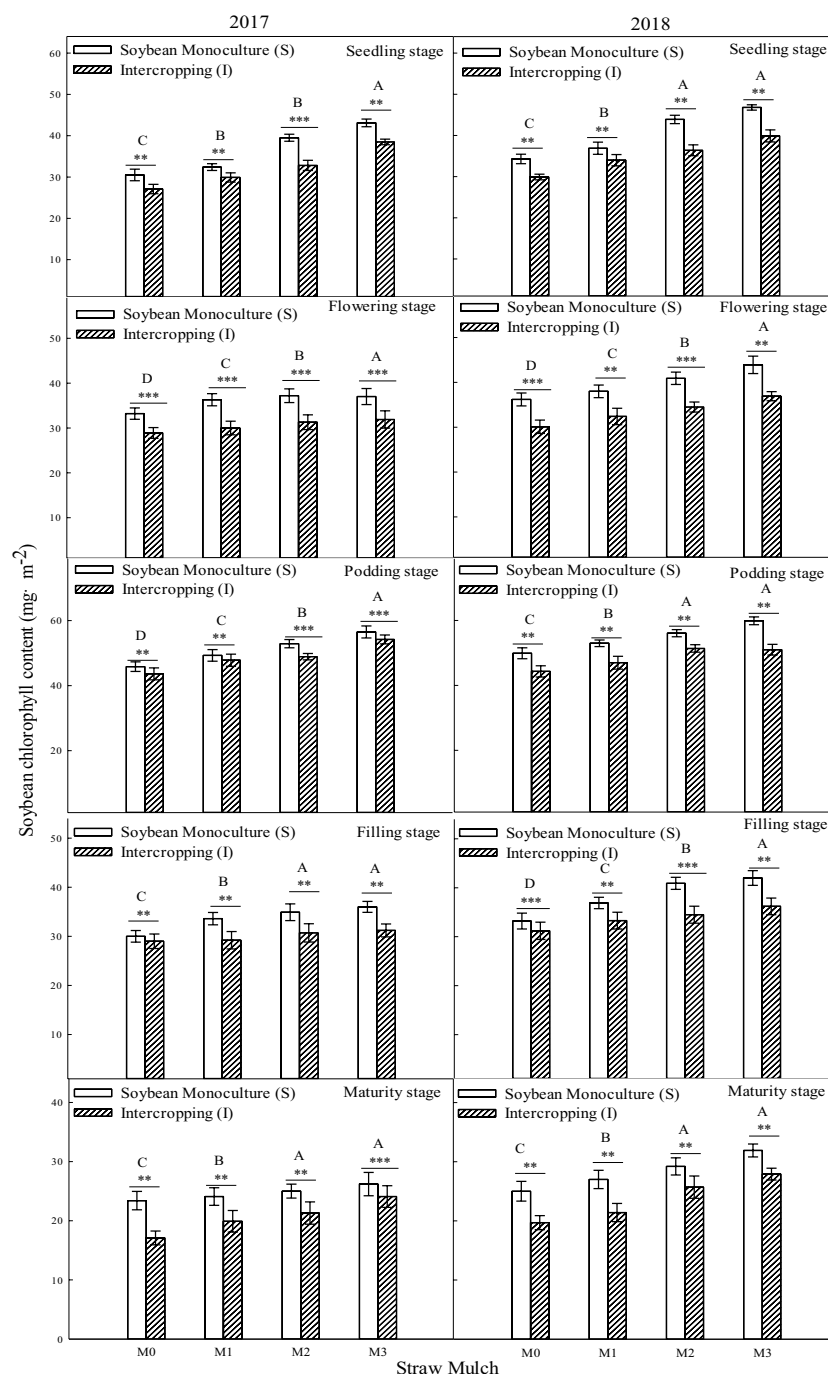 2017
2018
Soybean chlorophyll content (mg· m-2)
Soybean Monoculture (S)
Intercropping (I)
Seedling stage
60
50
40
30
20
10
C
**
B
**
B
***
A
**
Soybean Monoculture (S)
Intercropping (I)
Seedling stage
C
**
B
**
A
**
A
**
Soybean Monoculture (S)
Intercropping (I)
Flowering stage
50
40
30
20
10
D
***
C
***
B
***
A
***
Soybean Monoculture (S)
Intercropping (I)
Flowering stage
D
***
C
**
B
***
A
**
Soybean Monoculture (S)
Intercropping (I)
Podding stage
60
40
20
D
**
C
**
B
***
A
***
Soybean Monoculture (S)
Intercropping (I)
Podding stage
C
**
B
**
A
**
A
**
Soybean Monoculture (S)
Intercropping (I)
Filling stage
50
40
30
20
10
C
**
B
**
A
**
A
**
Soybean Monoculture (S)
Intercropping (I)
Filling stage
D
***
C
**
B
***
A
**
Soybean Monoculture (S)
Intercropping (I)
Maturity stage
40
30
20
10
0
C
**
B
**
A
**
A
***
Soybean Monoculture (S)
Intercropping (I)
Maturity stage
C
**
B
**
A
**
A
**
M0 M1 M2 M3
M0 M1 M2 M3
Straw Mulch